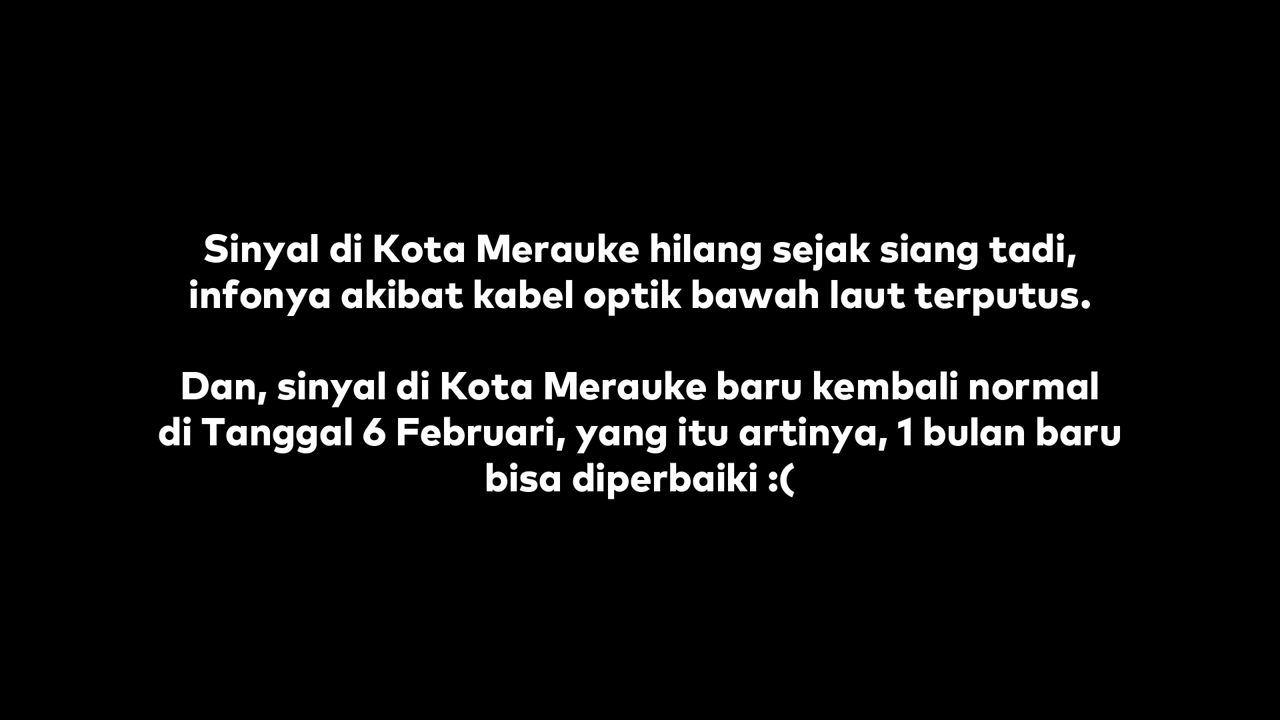 Sinyal di Kota Merauke hilang sejak siang tadi,
infonya akibat kabel optik bawah laut terputus.
Dan, sinyal di Kota Merauke baru kembali normal
di Tanggal 6 Februari, yang itu artinya, 1 bulan baru
bisa diperbaiki :(